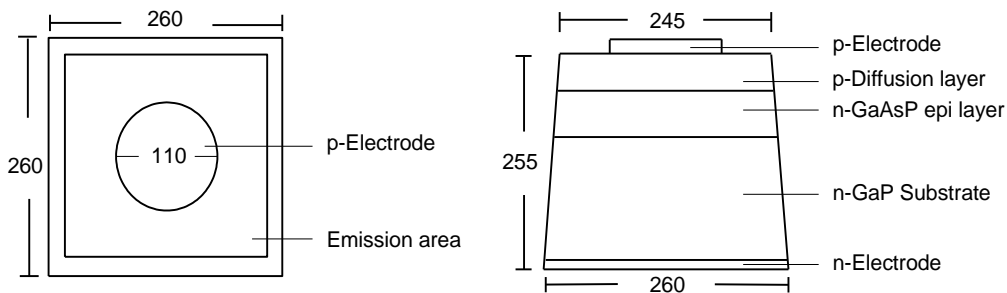 260
260
110
p-Electrode
Emission area
245
255
260
p-Electrode
p-Diffusion layer
n-GaAsP epi layer
n-GaP Substrate
n-Electrode